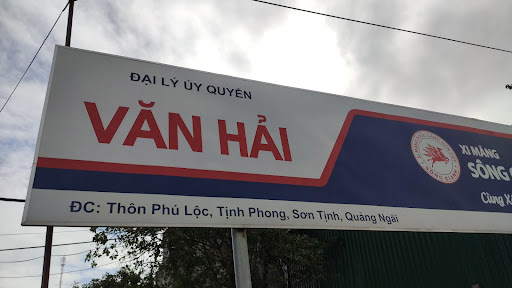 ĐẠI LÝ ỦY QUYỀN
VĂN HẢI
XI MĂNG
SÔNG
Cùng
ĐC: Thôn Phú Lộc, Tịnh Phong, Sơn Tịnh, Quảng Ngãi